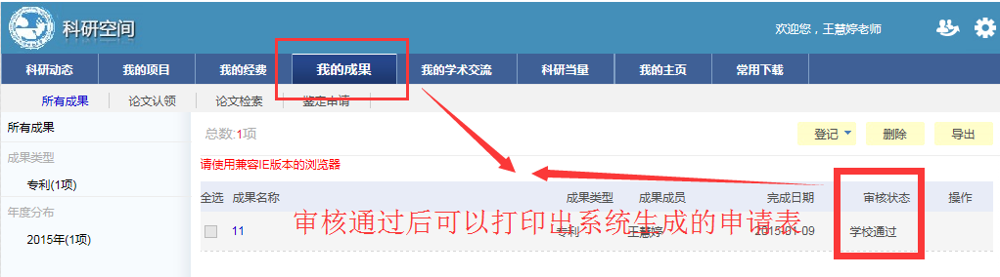 科研空间
欢迎您，王慧婷老师
科研动态 我的项目 我的经费 我的成果 我的学术交流 科研当量 我的主页 常用下载
所有成果 论文认领 论文检索 鉴定申请
所有成果
成果类型
专利(1项)
年度分布
2015年(1项)
总数:1项
登记 删除 导出
请使用兼容IE版本的浏览器
全选 成果名称 成果类型 成果成员 完成日期 审核状态 操作
11 专利 王慧婷 2015-01-09 学校通过
审核通过后可以打印出系统生成的申请表